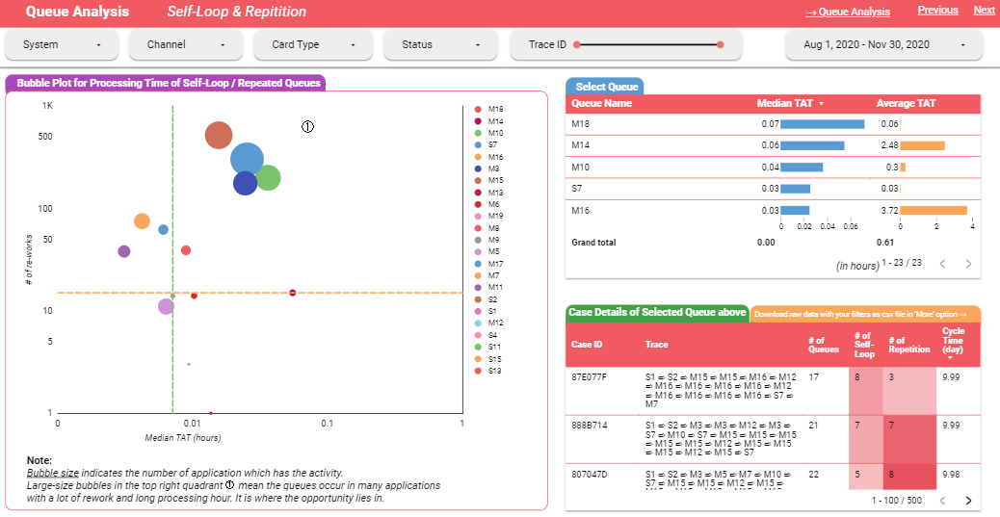 Queue Analysis Self-Loop & Repitition → Queue Analysis Previous Next
System Channel Card Type Status Trace ID Aug 1, 2020 - Nov 30, 2020
Bubble Plot for Processing Time of Self-Loop / Repeated Queues
# of re-works
1K
500
100
50
10
5
1
0 0.01 0.1 1
Median TAT (hours)
①
M18
M14
M10
S7
M16
M3
M15
M13
M6
M19
M8
M9
M5
M17
M7
M11
S2
S1
M12
S4
S11
S15
S13
Note:
Bubble size indicates the number of application which has the activity.
Large-size bubbles in the top right quadrant ① mean the queues occur in many applications
with a lot of rework and long processing hour. It is where the opportunity lies in.
Select Queue
Queue Name Median TAT Average TAT
M18 0.07 0.06
M14 0.06 2.48
M10 0.04 0.3
S7 0.03 0.03
M16 0.03 3.72
0 0.02 0.04 0.06 0 2 4
Grand total 0.00 0.61
(in hours) 1 - 23 / 23
Case Details of Selected Queue above Download raw data with your filters as csv file in 'More' option →
Case ID Trace # of Queues # of Self-Loop # of Repetition Cycle Time (day)
87E077F S1 ⇨ S2 ⇨ M15 ⇨ M15 ⇨ M16 ⇨ M12 17 8 3 9.99
⇨ M16 ⇨ M16 ⇨ M16 ⇨ M16 ⇨ M12
⇨ M16 ⇨ M16 ⇨ M16 ⇨ M16 ⇨ S7 ⇨
M7
888B714 S1 ⇨ S2 ⇨ M3 ⇨ M3 ⇨ M12 ⇨ M3 ⇨ 21 7 7 9.99
S7 ⇨ M10 ⇨ S7 ⇨ M15 ⇨ M15 ⇨ M15
⇨ M15 ⇨ M15 ⇨ M12 ⇨ M15 ⇨ M15
⇨ M15 ⇨ M12 ⇨ M15 ⇨ S7
807047D S1 ⇨ S2 ⇨ M3 ⇨ M5 ⇨ M7 ⇨ M10 ⇨ 22 5 8 9.98
S7 ⇨ M15 ⇨ M15 ⇨ M12 ⇨ M15 ⇨
1 - 100 / 500